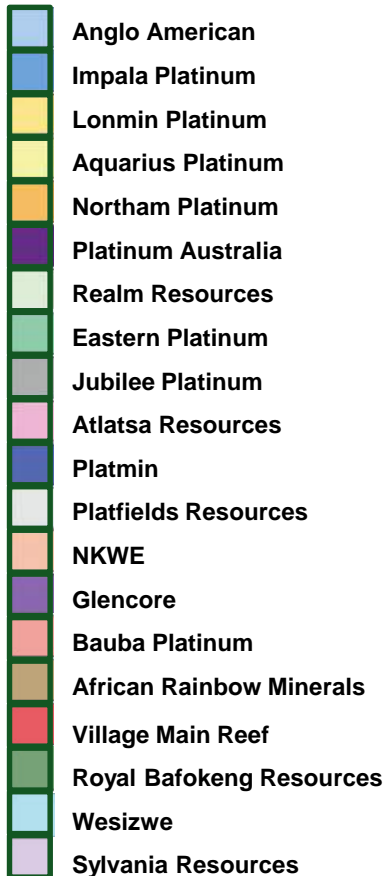 Anglo American
Impala Platinum
Lonmin Platinum
Aquarius Platinum
Northam Platinum
Platinum Australia
Realm Resources
Eastern Platinum
Jubilee Platinum
Atlatsa Resources
Platmin
Platfields Resources
NKWE
Glencore
Bauba Platinum
African Rainbow Minerals
Village Main Reef
Royal Bafokeng Resources
Wesizwe
Sylvania Resources